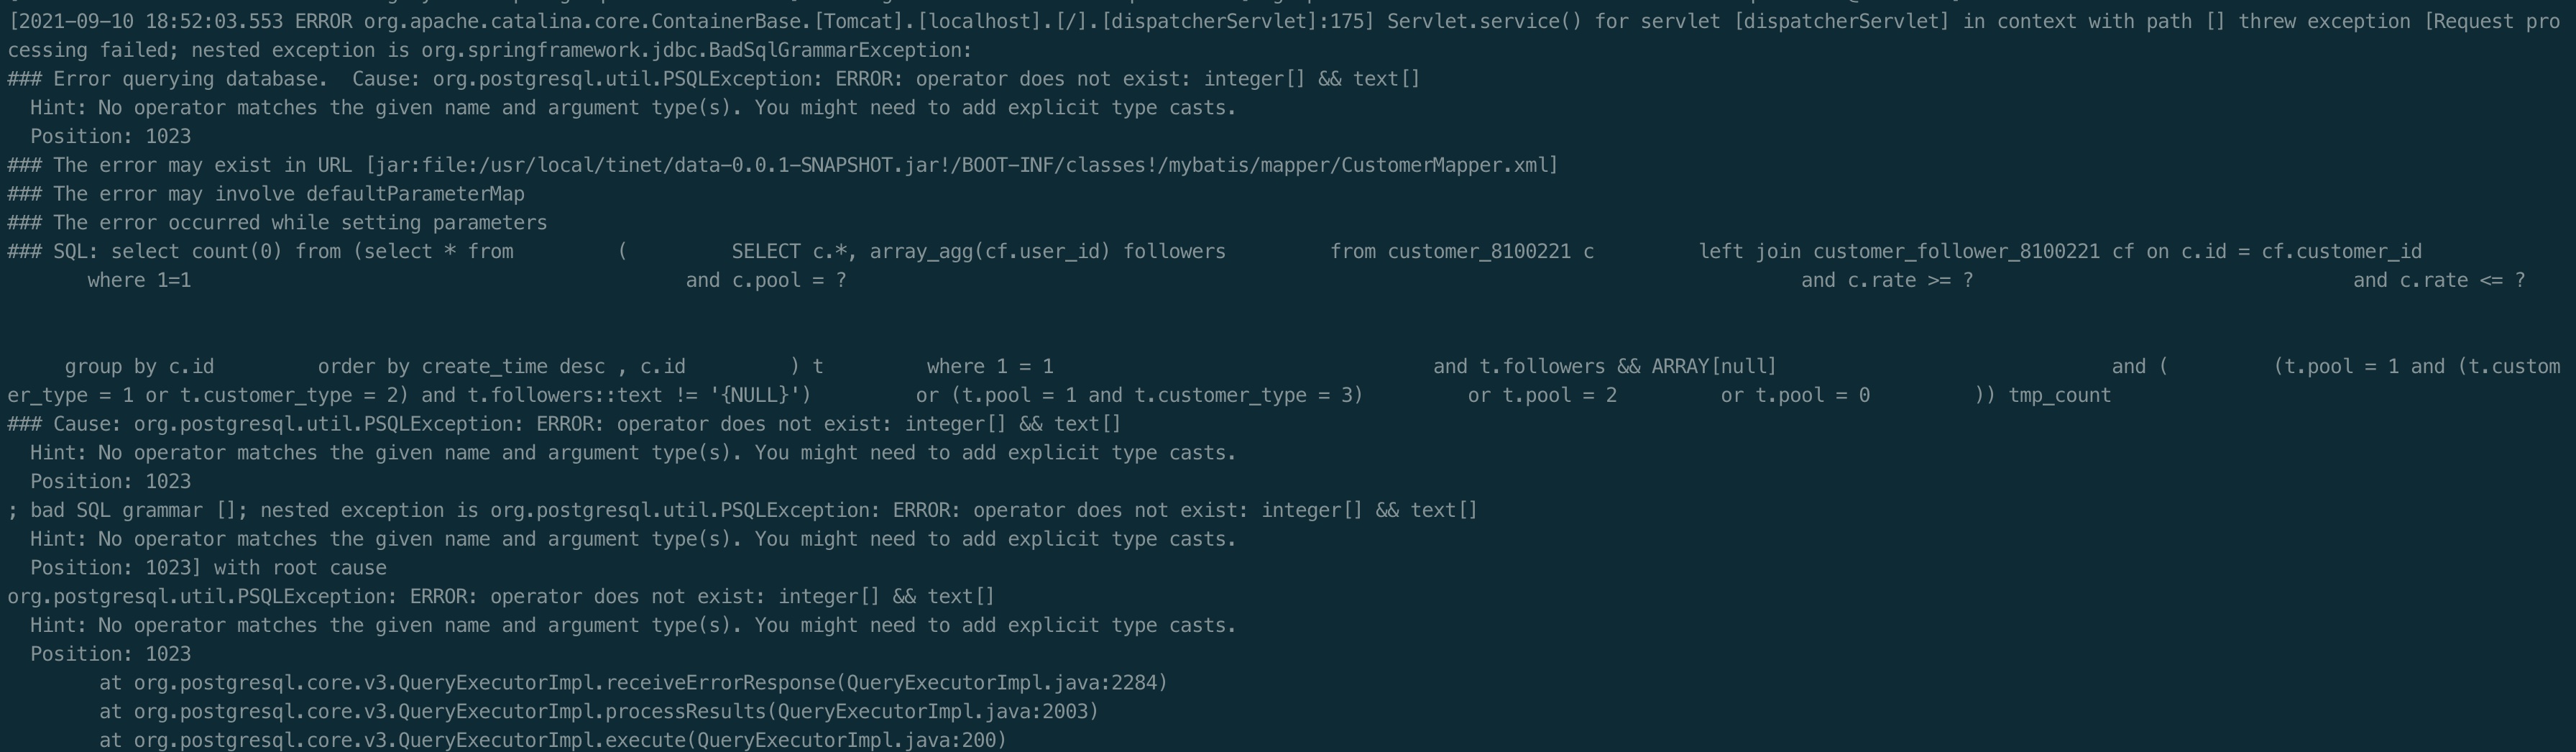 [2021-09-10 18:52:03.553 ERROR org.apache.catalina.core.ContainerBase.[Tomcat].[localhost].[/].[dispatcherServlet]:175] Servlet.service() for servlet [dispatcherServlet] in context with path [] threw exception [Request pro
cessing failed; nested exception is org.springframework.jdbc.BadSqlGrammarException:
### Error querying database.  Cause: org.postgresql.util.PSQLException: ERROR: operator does not exist: integer[] && text[]
  Hint: No operator matches the given name and argument type(s). You might need to add explicit type casts.
  Position: 1023
### The error may exist in URL [jar:file:/usr/local/tinet/data-0.0.1-SNAPSHOT.jar!/BOOT-INF/classes!/mybatis/mapper/CustomerMapper.xml]
### The error may involve defaultParameterMap
### The error occurred while setting parameters
### SQL: select count(0) from (select * from         (         SELECT c.*, array_agg(cf.user_id) followers         from customer_8100221 c         left join customer_follower_8100221 cf on c.id = cf.customer_id
       where 1=1                                           and c.pool = ?                                                                                   and c.rate >= ?                                 and c.rate <= ?
     group by c.id         order by create_time desc , c.id         ) t         where 1 = 1                                 and t.followers && ARRAY[null]                             and (         (t.pool = 1 and (t.custom
er_type = 1 or t.customer_type = 2) and t.followers::text != '{NULL}')         or (t.pool = 1 and t.customer_type = 3)         or t.pool = 2         or t.pool = 0         )) tmp_count
### Cause: org.postgresql.util.PSQLException: ERROR: operator does not exist: integer[] && text[]
  Hint: No operator matches the given name and argument type(s). You might need to add explicit type casts.
  Position: 1023
; bad SQL grammar []; nested exception is org.postgresql.util.PSQLException: ERROR: operator does not exist: integer[] && text[]
  Hint: No operator matches the given name and argument type(s). You might need to add explicit type casts.
  Position: 1023] with root cause
org.postgresql.util.PSQLException: ERROR: operator does not exist: integer[] && text[]
  Hint: No operator matches the given name and argument type(s). You might need to add explicit type casts.
  Position: 1023
        at org.postgresql.core.v3.QueryExecutorImpl.receiveErrorResponse(QueryExecutorImpl.java:2284)
        at org.postgresql.core.v3.QueryExecutorImpl.processResults(QueryExecutorImpl.java:2003)
        at org.postgresql.core.v3.QueryExecutorImpl.execute(QueryExecutorImpl.java:200)